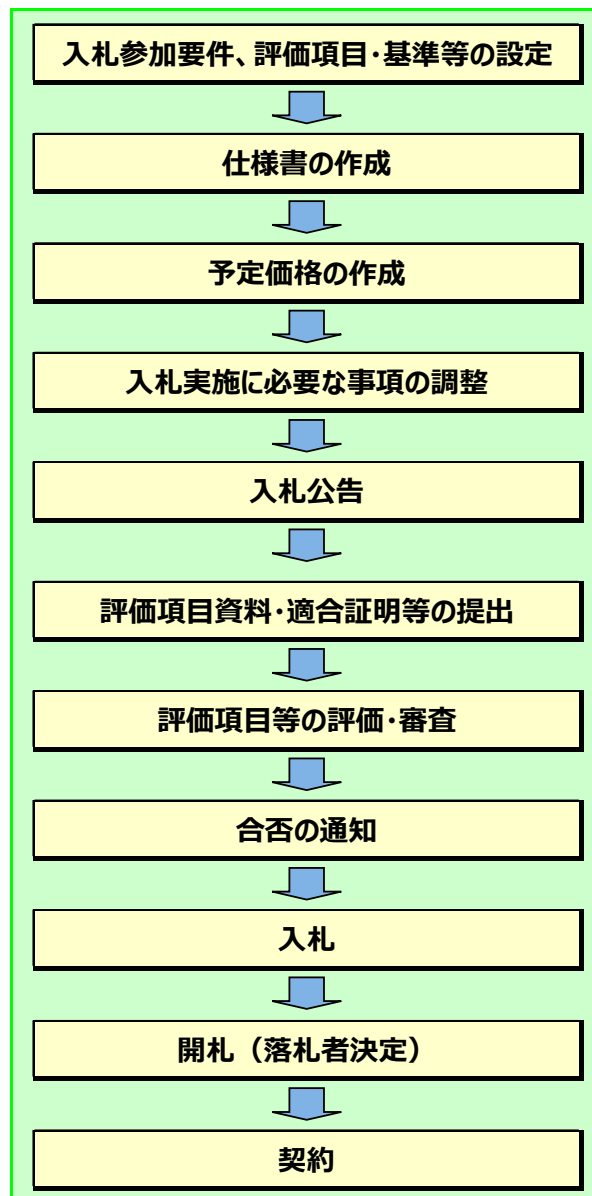 入札参加要件、評価項目・基準等の設定
仕様書の作成
予定価格の作成
入札実施に必要な事項の調整
入札公告
評価項目資料・適合証明等の提出
評価項目等の評価・審査
合否の通知
入札
開札（落札者決定）
契約